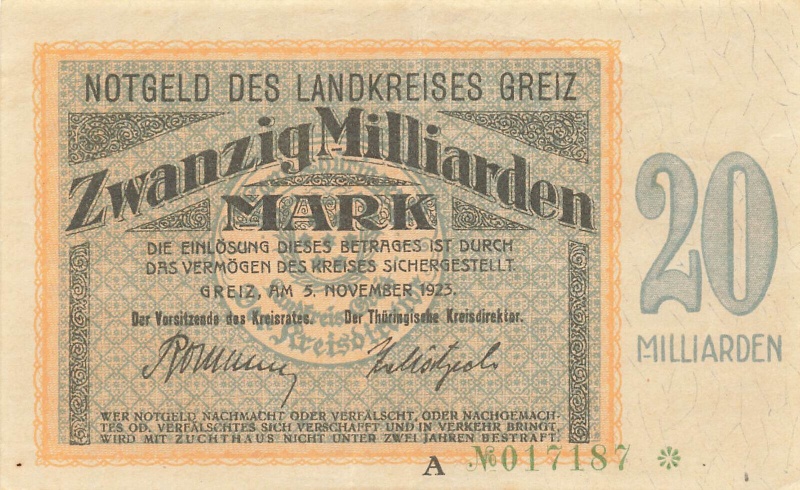 NOTGELD DES LANDKREISES GREIZ
Zwanzig Milliarden
MARK
DIE EINLÖSUNG DIESES BETRAGES IST DURCH
DAS VERMÖGEN DES KREISES SICHERGESTELLT.
GREIZ, AM 5. NOVEMBER 1923.
Der Vorsitzende des Kreisrates. Der Thüringische Kreisdirektor.
WER NOTGELD NACHMACHT ODER VERFÄLSCHT, ODER NACHGEMACH-
TES OD. VERFÄLSCHTES SICH VERSCHAFFT UND IN VERKEHR BRINGT,
WIRD MIT ZUCHTHAUS NICHT UNTER ZWEI JAHREN BESTRAFT.
A № 017187 *
20
MILLIARDEN